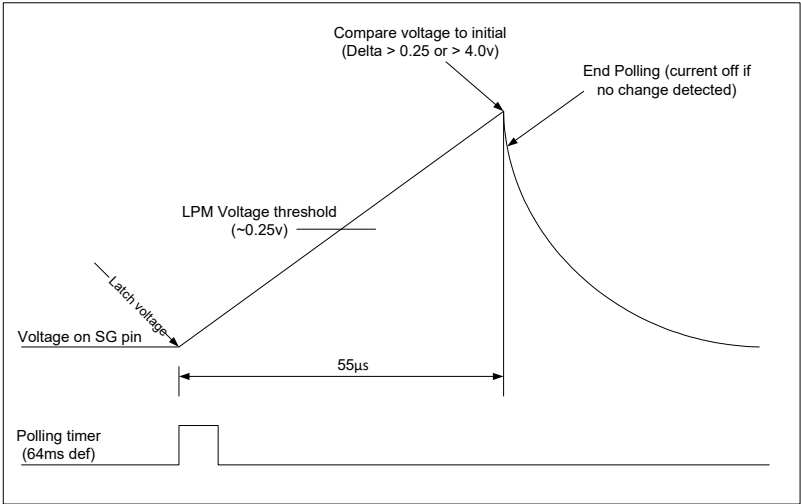 Compare voltage to initial
(Delta > 0.25 or > 4.0v)
End Polling (current off if
no change detected)
LPM Voltage threshold
(~0.25v)
Latch voltage
Voltage on SG pin
55µs
Polling timer
(64ms def)